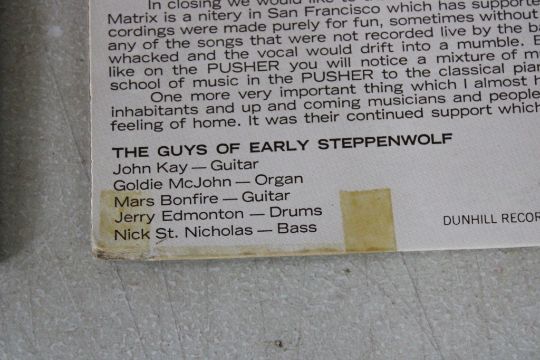 In closing we would like to
Matrix is a nitery in San Francisco which has supporte
cordings were made purely for fun, sometimes without
any of the songs that were not recorded live by the ba
whacked and the vocal would drift into a mumble. E
like on the PUSHER you will notice a mixture of m
school of music in the PUSHER to the classical pian
One more very important thing which I almost h
inhabitants and up and coming musicians and people
feeling of home. It was their continued support which
THE GUYS OF EARLY STEPPENWOLF
John Kay — Guitar
Goldie McJohn — Organ
Mars Bonfire — Guitar
Jerry Edmonton — Drums
Nick St. Nicholas — Bass
DUNHILL RECOR